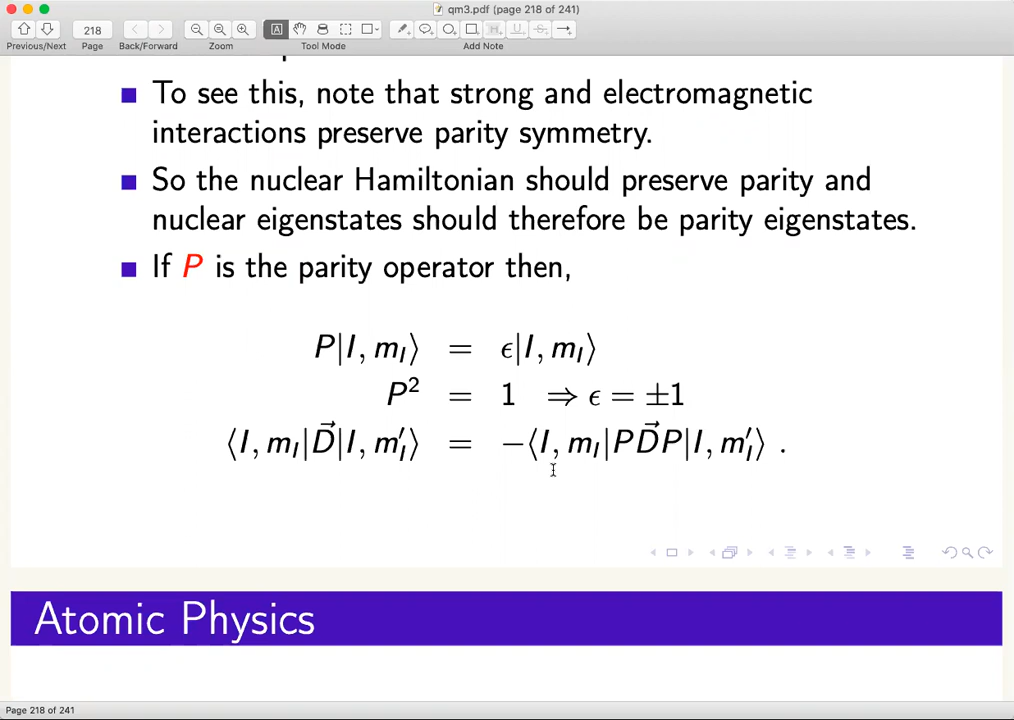 qm3.pdf (page 218 of 241)
218
Previous/Next Page Back/Forward Zoom Tool Mode Add Note
To see this, note that strong and electromagnetic
interactions preserve parity symmetry.
So the nuclear Hamiltonian should preserve parity and
nuclear eigenstates should therefore be parity eigenstates.
If P is the parity operator then,
P|I, m_I⟩ = ϵ|I, m_I⟩
P² = 1 ⇒ ϵ = ±1
⟨I, m_I|D⃗|I, m′_I⟩ = −⟨I, m_I|PD⃗P|I, m′_I⟩ .
Atomic Physics
Page 218 of 241